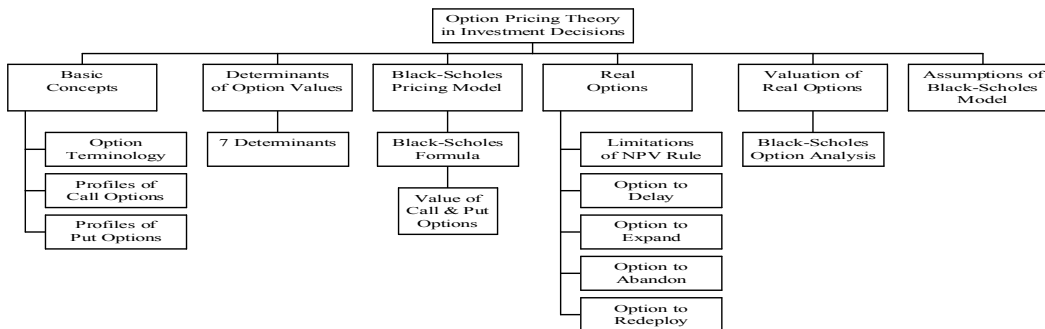 Option Pricing Theory
in Investment Decisions
Basic
Concepts
Determinants
of Option Values
Black-Scholes
Pricing Model
Real
Options
Valuation of
Real Options
Assumptions of
Black-Scholes
Model
Option
Terminology
Profiles of
Call Options
Profiles of
Put Options
7 Determinants
Black-Scholes
Formula
Value of
Call & Put
Options
Limitations
of NPV Rule
Option to
Delay
Option to
Expand
Option to
Abandon
Option to
Redeploy
Black-Scholes
Option Analysis